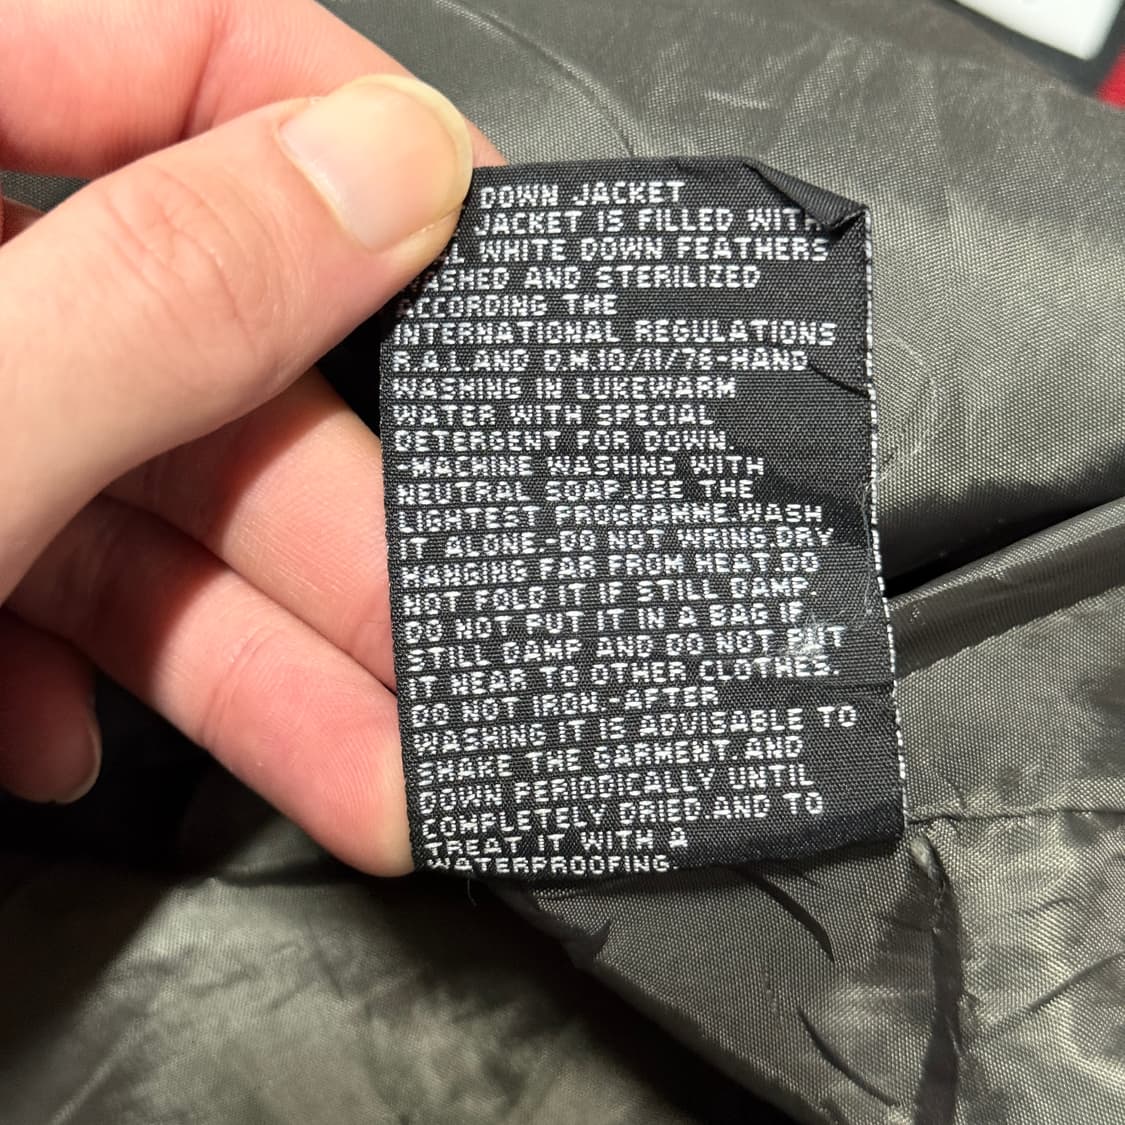 DOWN JACKET
JACKET IS FILLED WITH
WHITE DOWN FEATHERS
WASHED AND STERILIZED
ACCORDING THE
INTERNATIONAL REGULATIONS
R.A.L.AND D.M.10/11/76-HAND
WASHING IN LUKEWARM
WATER WITH SPECIAL
DETERGENT FOR DOWN.
-MACHINE WASHING WITH
NEUTRAL SOAP.USE THE
LIGHTEST PROGRAMME.WASH
IT ALONE.-DO NOT WRING.DRY
HANGING FAR FROM HEAT.DO
NOT FOLD IT IF STILL DAMP.
DO NOT PUT IT IN A BAG IF
STILL DAMP AND DO NOT PUT
IT NEAR TO OTHER CLOTHES.
DO NOT IRON.-AFTER
WASHING IT IS ADVISABLE TO
SHAKE THE GARMENT.AND
DOWN PERIODICALLY UNTIL
COMPLETELY DRIED.AND TO
TREAT IT WITH A
WATERPROOFING.